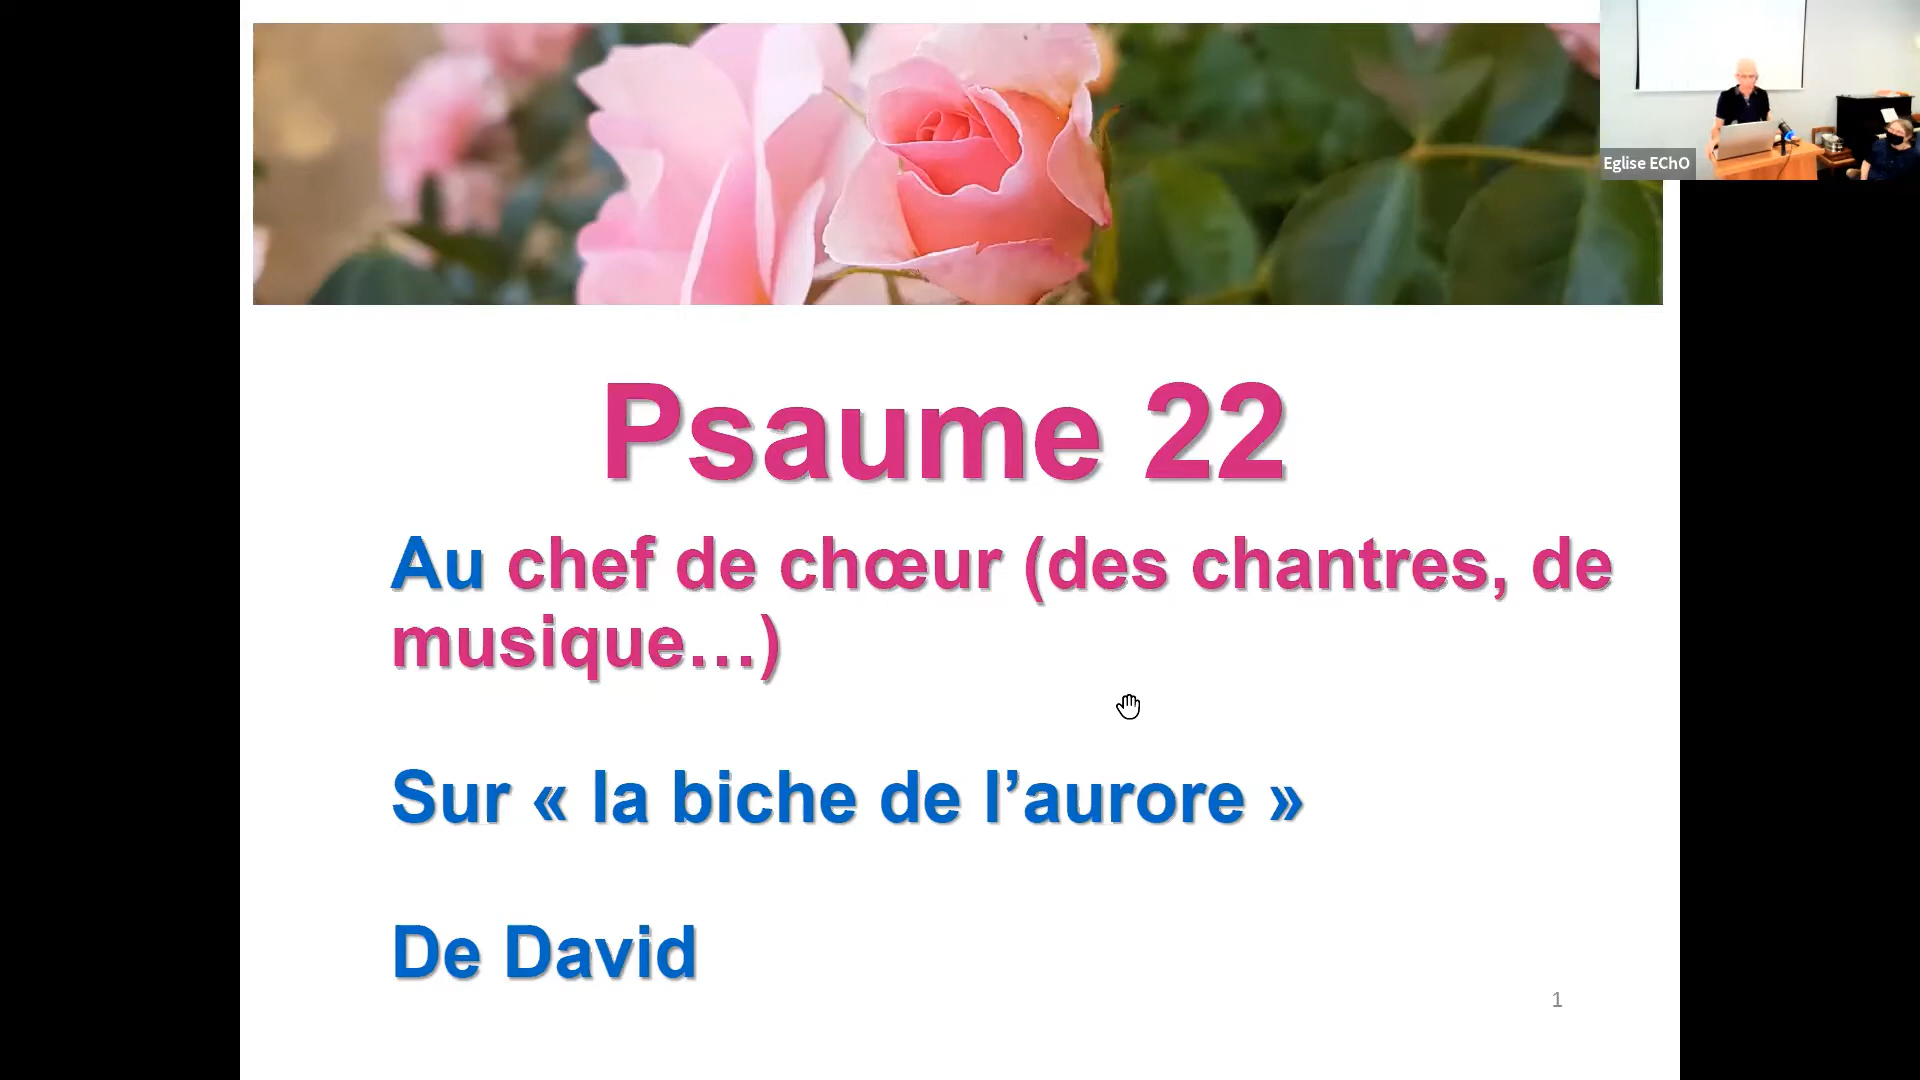 Eglise EChO
Psaume 22
Au chef de chœur (des chantres, de
musique…)
Sur « la biche de l’aurore »
De David
1